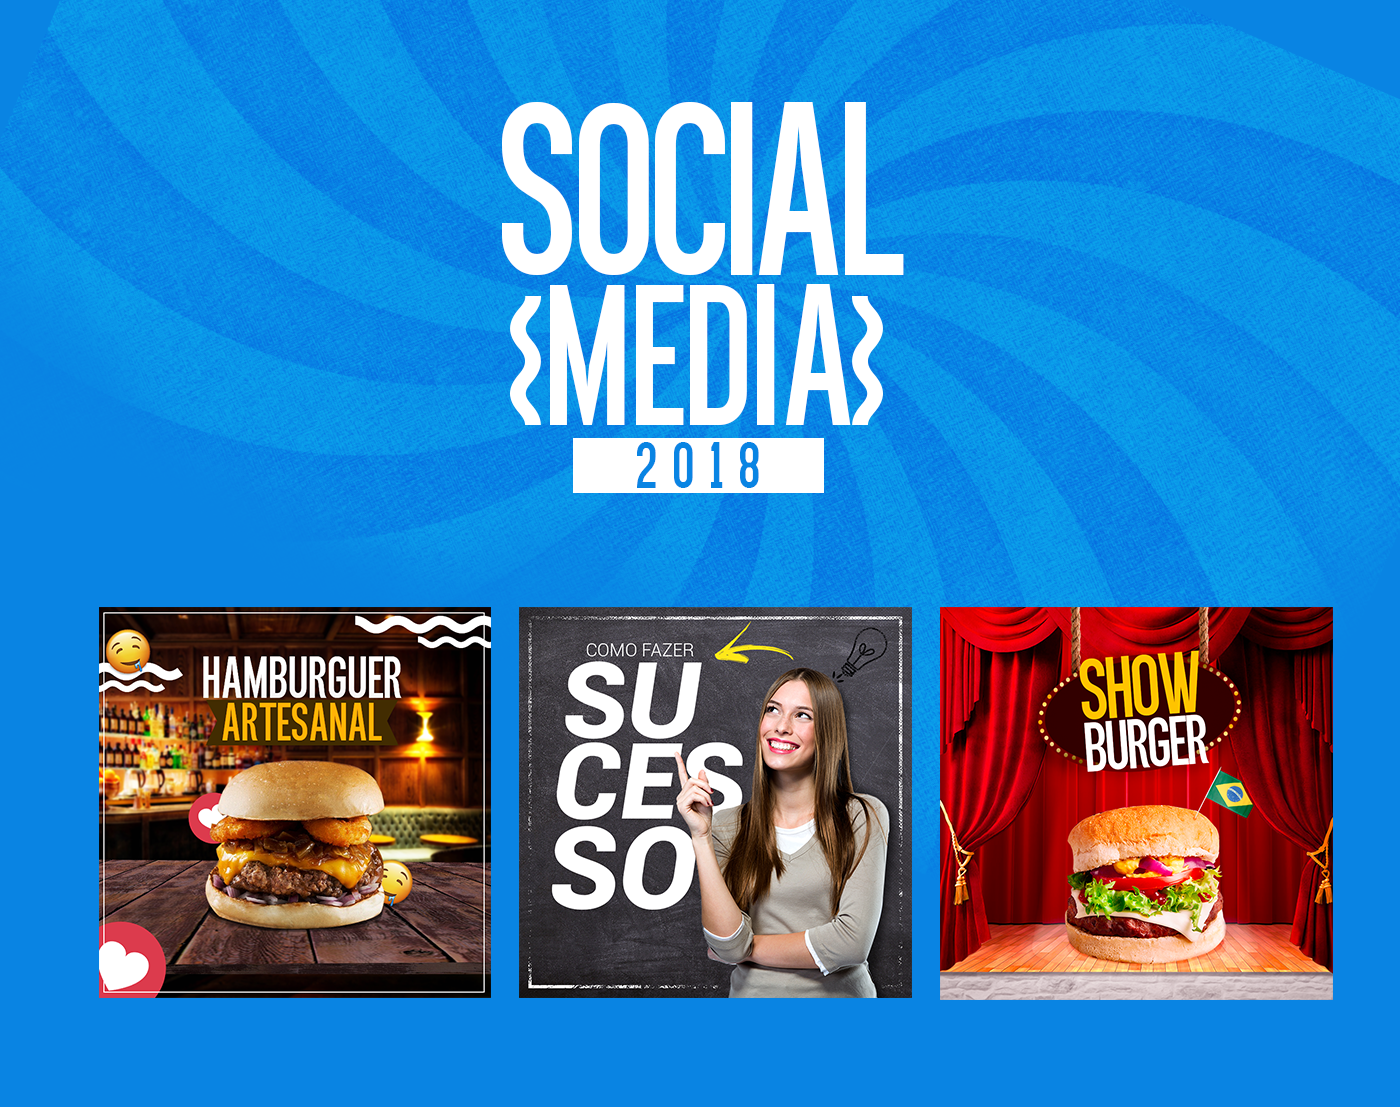 SOCIAL
{MEDIA}
2018
HAMBURGUER
ARTESANAL
COMO FAZER
SU
CES
SO
SHOW
BURGER